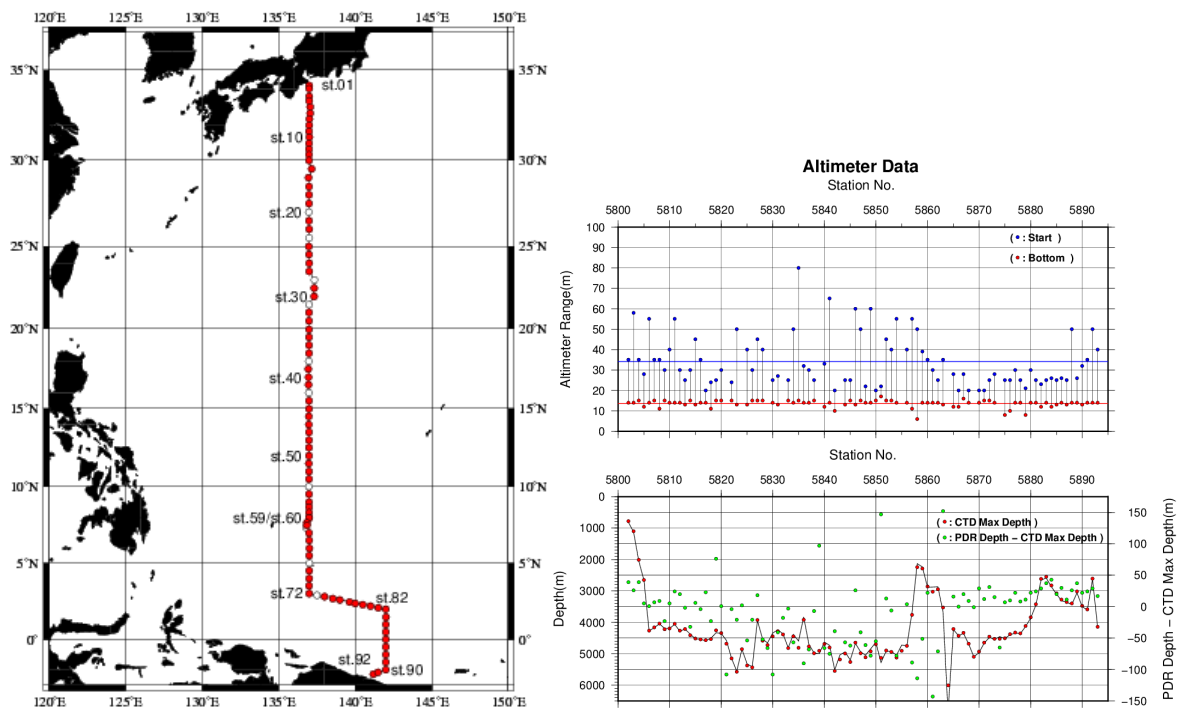 120°E 125°E 130°E 135°E 140°E 145°E 150°E
35°N 35°N
st.01
st.10
30°N 30°N
st.20
25°N 25°N
st.30
20°N 20°N
st.40
15°N 15°N
st.50
10°N 10°N
st.59/st.60
5°N 5°N
st.72
st.82
0° 0°
st.92
st.90
120°E 125°E 130°E 135°E 140°E 145°E 150°E
Altimeter Data
Station No.
5800 5810 5820 5830 5840 5850 5860 5870 5880 5890
100
90
80
70
60
50
40
30
20
10
0
Altimeter Range(m)
( : Start )
( : Bottom )
Station No.
5800 5810 5820 5830 5840 5850 5860 5870 5880 5890
0
1000
2000
3000
4000
5000
6000
Depth(m)
( : CTD Max Depth )
( : PDR Depth − CTD Max Depth )
150
100
50
0
−50
−100
−150
PDR Depth − CTD Max Depth(m)